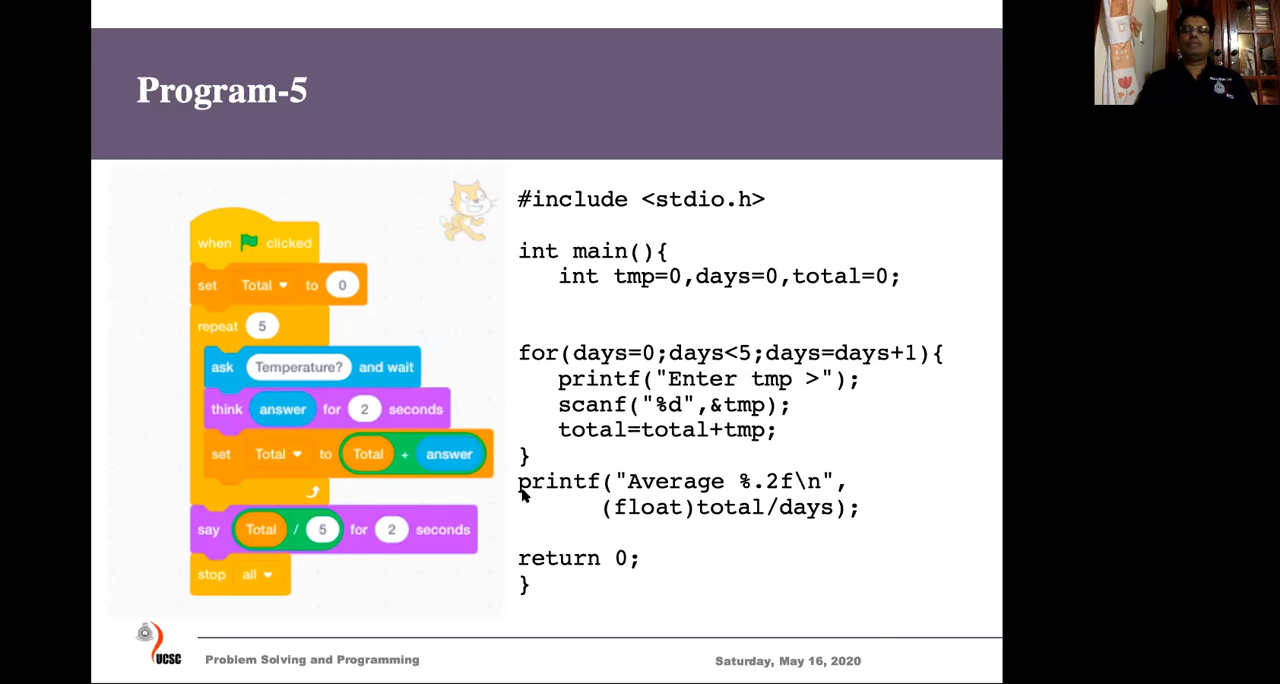 Program-5
when clicked
set Total to 0
repeat 5
ask Temperature? and wait
think answer for 2 seconds
set Total to Total + answer
say Total / 5 for 2 seconds
stop all
#include <stdio.h>
int main(){
int tmp=0,days=0,total=0;
for(days=0;days<5;days=days+1){
printf("Enter tmp >");
scanf("%d",&tmp);
total=total+tmp;
}
printf("Average %.2f\n",
(float)total/days);
return 0;
}
UCSC
Problem Solving and Programming
Saturday, May 16, 2020